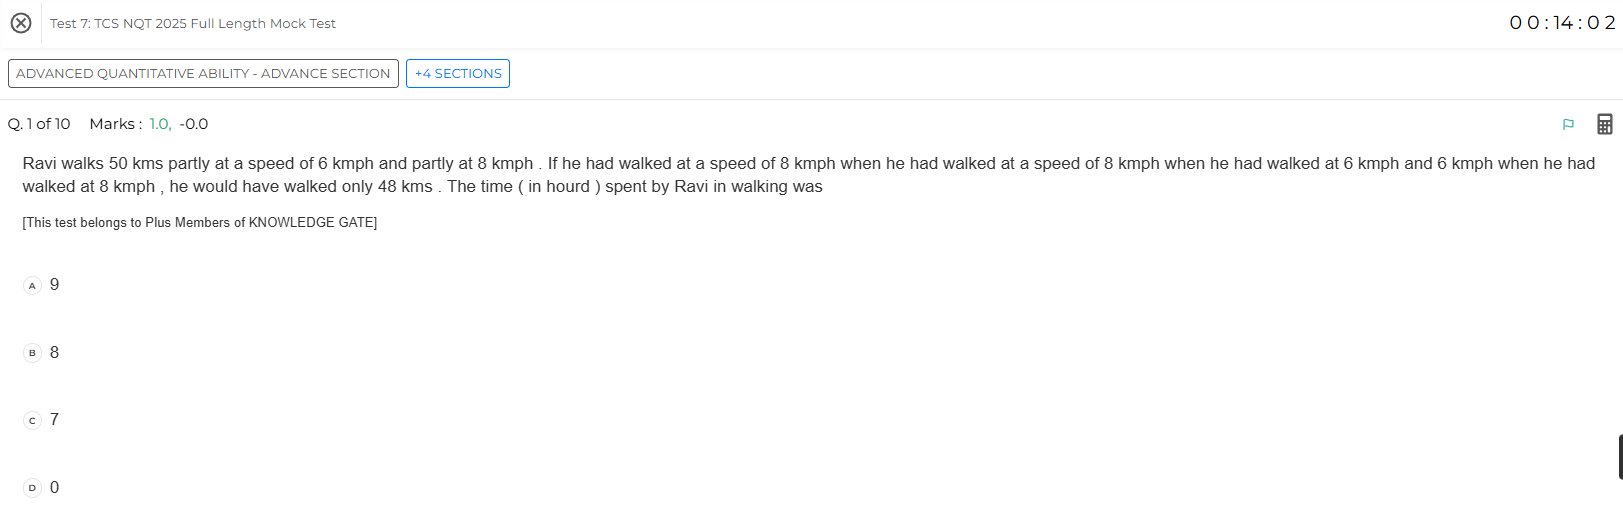 Test 7: TCS NQT 2025 Full Length Mock Test
00:14:02
ADVANCED QUANTITATIVE ABILITY - ADVANCE SECTION
+4 SECTIONS
Q. 1 of 10 Marks : 1.0, -0.0
Ravi walks 50 kms partly at a speed of 6 kmph and partly at 8 kmph . If he had walked at a speed of 8 kmph when he had walked at a speed of 8 kmph when he had walked at 6 kmph and 6 kmph when he had
walked at 8 kmph , he would have walked only 48 kms . The time ( in hourd ) spent by Ravi in walking was
[This test belongs to Plus Members of KNOWLEDGE GATE]
A 9
B 8
C 7
D 0